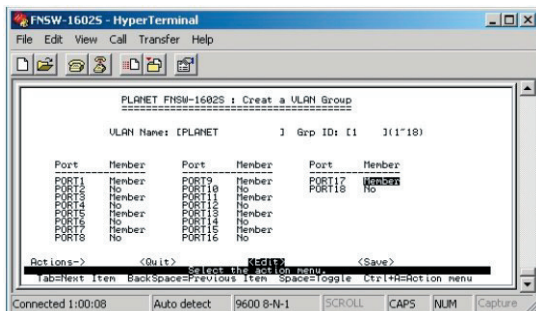 FNSW-1602S - HyperTerminal
File Edit View Call Transfer Help
PLANET FNSW-1602S : Creat a VLAN Group
VLAN Name: [PLANET ] Grp ID: [1 ](1~18)
Port Member Port Member Port Member
PORT1 Member PORT9 Member PORT17 Member
PORT2 No PORT10 No PORT18 No
PORT3 Member PORT11 Member
PORT4 No PORT12 No
PORT5 Member PORT13 Member
PORT6 No PORT14 No
PORT7 Member PORT15 Member
PORT8 No PORT16 No
Actions-> <Quit> <Edit> <Save>
Select the action menu.
Tab=Next Item BackSpace=Previous Item Space=Toggle Ctrl+A=Action menu
Connected 1:00:08 Auto detect 9600 8-N-1 SCROLL CAPS NUM Capture